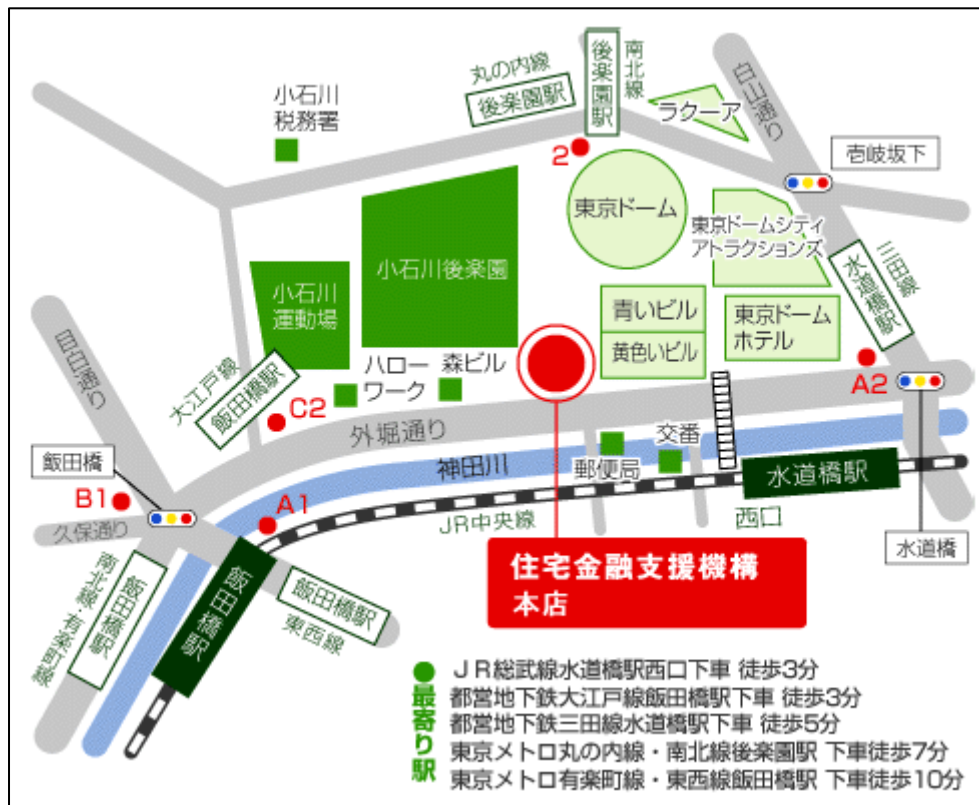 丸の内線
後楽園駅
後楽園駅
南北線
白山通り
ラクーア
小石川
税務署
2
壱岐坂下
東京ドーム
東京ドームシティ
アトラクションズ
小石川後楽園
三田線
水道橋駅
小石川
運動場
青いビル
黄色いビル
東京ドーム
ホテル
目白通り
大江戸線
飯田橋駅
ハロー
ワーク
森ビル
A2
C2
外堀通り
飯田橋
神田川
交番
郵便局
水道橋駅
B1
A1
久保通り
JR中央線
西口
水道橋
南北線・有楽町線
飯田橋駅
飯田橋駅
飯田橋駅
東西線
住宅金融支援機構
本店
●最寄り駅
JR総武線水道橋駅西口下車 徒歩3分
都営地下鉄大江戸線飯田橋駅下車 徒歩3分
都営地下鉄三田線水道橋駅下車 徒歩5分
東京メトロ丸の内線・南北線後楽園駅 下車徒歩7分
東京メトロ有楽町線・東西線飯田橋駅 下車徒歩10分